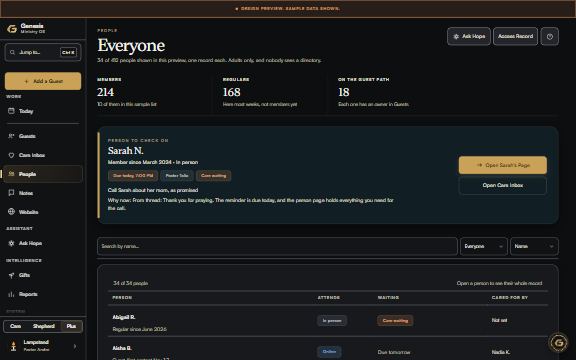 DESIGN PREVIEW. SAMPLE DATA SHOWN.
Genesis
Ministry OS
Jump to...
Ctrl K
+ Add a Guest
WORK
Today
Guests
Care Inbox
People
Notes
Website
ASSISTANT
Ask Hope
INTELLIGENCE
Gifts
Reports
Care
Shepherd
Plus
Lampstand
Pastor Andre
PEOPLE
Everyone
34 of 412 people shown in this preview, one record each. Adults only, and nobody sees a directory.
Ask Hope
Access Record
MEMBERS
214
10 of them in this sample list
REGULARS
168
Here most weeks, not members yet
ON THE GUEST PATH
18
Each one has an owner in Guests
PERSON TO CHECK ON
Sarah N.
Member since March 2024 · In person
Due today, 7:00 PM
Pastor Tolu
Care waiting
Call Sarah about her mom, as promised
Why now: From thread: Thank you for praying. The reminder is due today, and the person page holds everything you need for
the call.
Open Sarah's Page
Open Care Inbox
Search by name...
Everyone
Name
34 of 34 people
Open a person to see their whole record
PERSON
ATTENDS
WAITING
CARED FOR BY
Abigail R.
Regular since June 2026
In person
Care waiting
Not set
Aisha B.
Online
Due tomorrow
Nadia K.